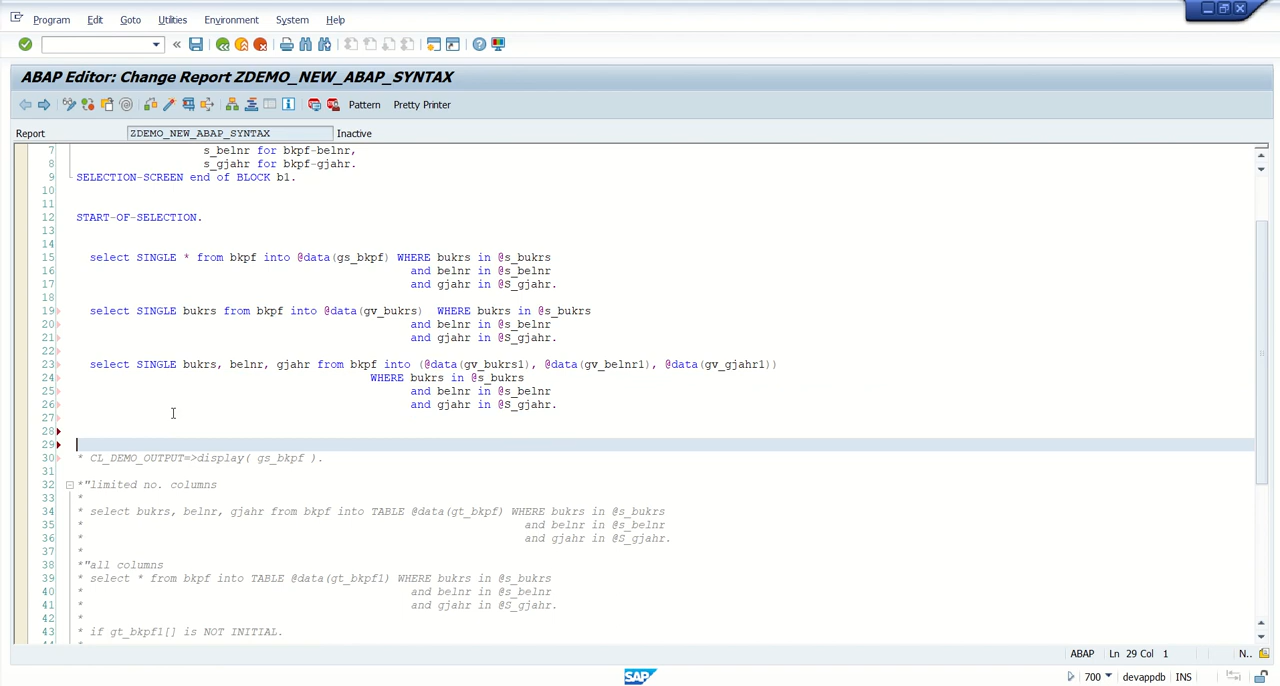 Program Edit Goto Utilities Environment System Help
ABAP Editor: Change Report ZDEMO_NEW_ABAP_SYNTAX
Pattern Pretty Printer
Report ZDEMO_NEW_ABAP_SYNTAX Inactive
7 s_belnr for bkpf-belnr,
8 s_gjahr for bkpf-gjahr.
9 SELECTION-SCREEN end of BLOCK b1.
10
11
12 START-OF-SELECTION.
13
14
15 select SINGLE * from bkpf into @data(gs_bkpf) WHERE bukrs in @s_bukrs
16 and belnr in @s_belnr
17 and gjahr in @S_gjahr.
18
19 select SINGLE bukrs from bkpf into @data(gv_bukrs) WHERE bukrs in @s_bukrs
20 and belnr in @s_belnr
21 and gjahr in @S_gjahr.
22
23 select SINGLE bukrs, belnr, gjahr from bkpf into (@data(gv_bukrs1), @data(gv_belnr1), @data(gv_gjahr1))
24 WHERE bukrs in @s_bukrs
25 and belnr in @s_belnr
26 and gjahr in @S_gjahr.
27
28
29
30 * CL_DEMO_OUTPUT=>display( gs_bkpf ).
31
32 *"limited no. columns
33 *
34 * select bukrs, belnr, gjahr from bkpf into TABLE @data(gt_bkpf) WHERE bukrs in @s_bukrs
35 * and belnr in @s_belnr
36 * and gjahr in @S_gjahr.
37 *
38 *"all columns
39 * select * from bkpf into TABLE @data(gt_bkpf1) WHERE bukrs in @s_bukrs
40 * and belnr in @s_belnr
41 * and gjahr in @S_gjahr.
42 *
43 * if gt_bkpf1[] is NOT INITIAL.
ABAP Ln 29 Col 1 N..
SAP 700 devappdb INS